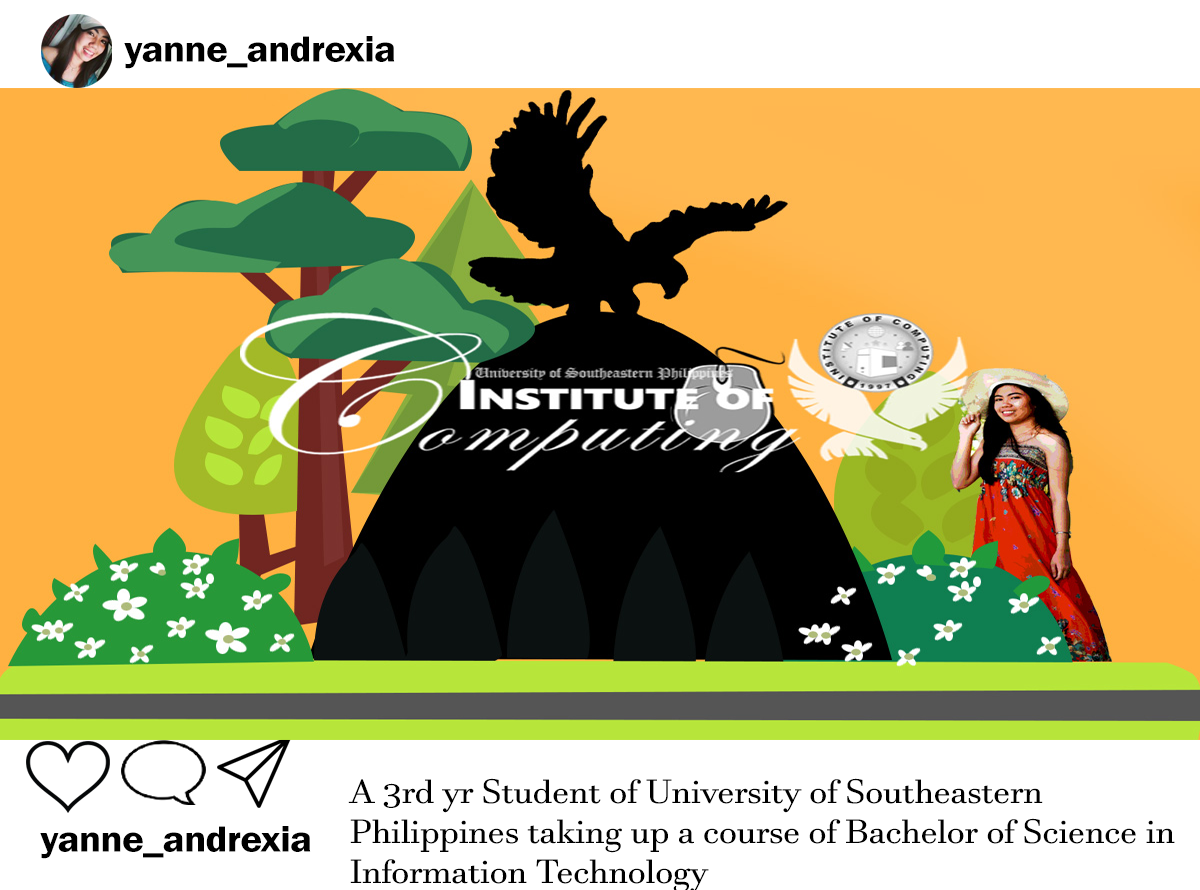 yanne_andrexia
University of Southeastern Philippines
INSTITUTE OF
Computing
INSTITUTE OF COMPUTING
1997
yanne_andrexia
A 3rd yr Student of University of Southeastern
Philippines taking up a course of Bachelor of Science in
Information Technology